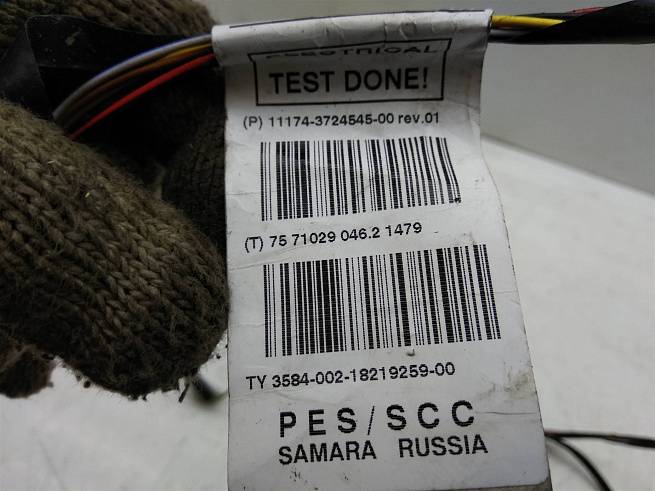 ELECTRICAL
TEST DONE!
(P) 11174-3724545-00 rev.01
(T) 75 71029 046.2 1479
TY 3584-002-18219259-00
PES/SCC
SAMARA RUSSIA